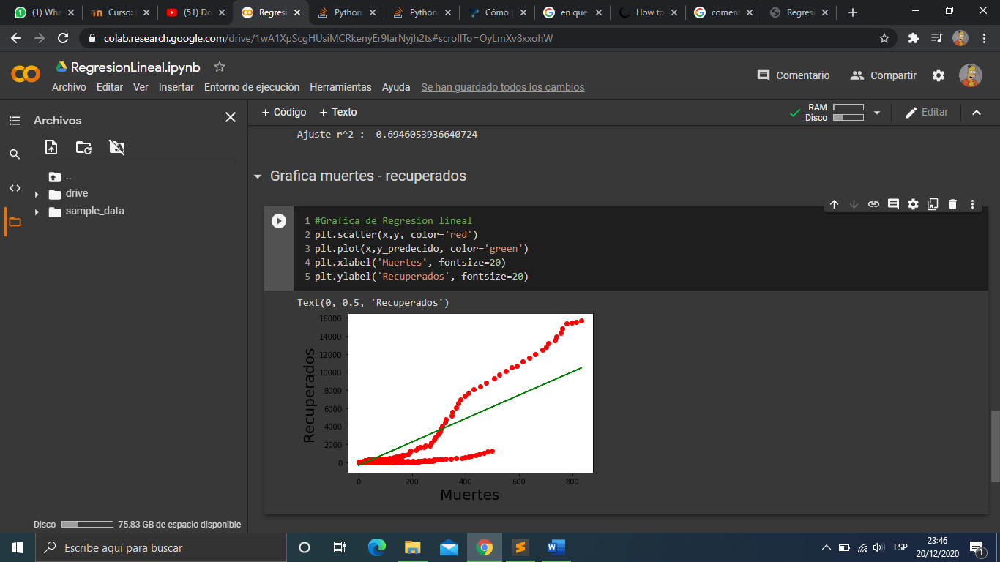 (1) Wha
Curso: I
(51) Do
Regresi
Python:
Python:
Cómo p
en que
How to
coment
Regresi
colab.research.google.com/drive/1wA1XpScgHUsiMCRkenyEr9IarNyjh2ts#scrollTo=OyLmXv8xxohW
RegresionLineal.ipynb
Comentario
Compartir
Archivo Editar Ver Insertar Entorno de ejecución Herramientas Ayuda Se han guardado todos los cambios
Archivos
+ Código + Texto
RAM
Disco
Editar
..
drive
sample_data
Ajuste r^2 : 0.6946053936640724
Grafica muertes - recuperados
1 #Grafica de Regresion lineal
2 plt.scatter(x,y, color='red')
3 plt.plot(x,y_predecido, color='green')
4 plt.xlabel('Muertes', fontsize=20)
5 plt.ylabel('Recuperados', fontsize=20)
Text(0, 0.5, 'Recuperados')
Recuperados
16000
14000
12000
10000
8000
6000
4000
2000
0
0 200 400 600 800
Muertes
Disco 75.83 GB de espacio disponible
Escribe aquí para buscar
ESP
23:46
20/12/2020
1